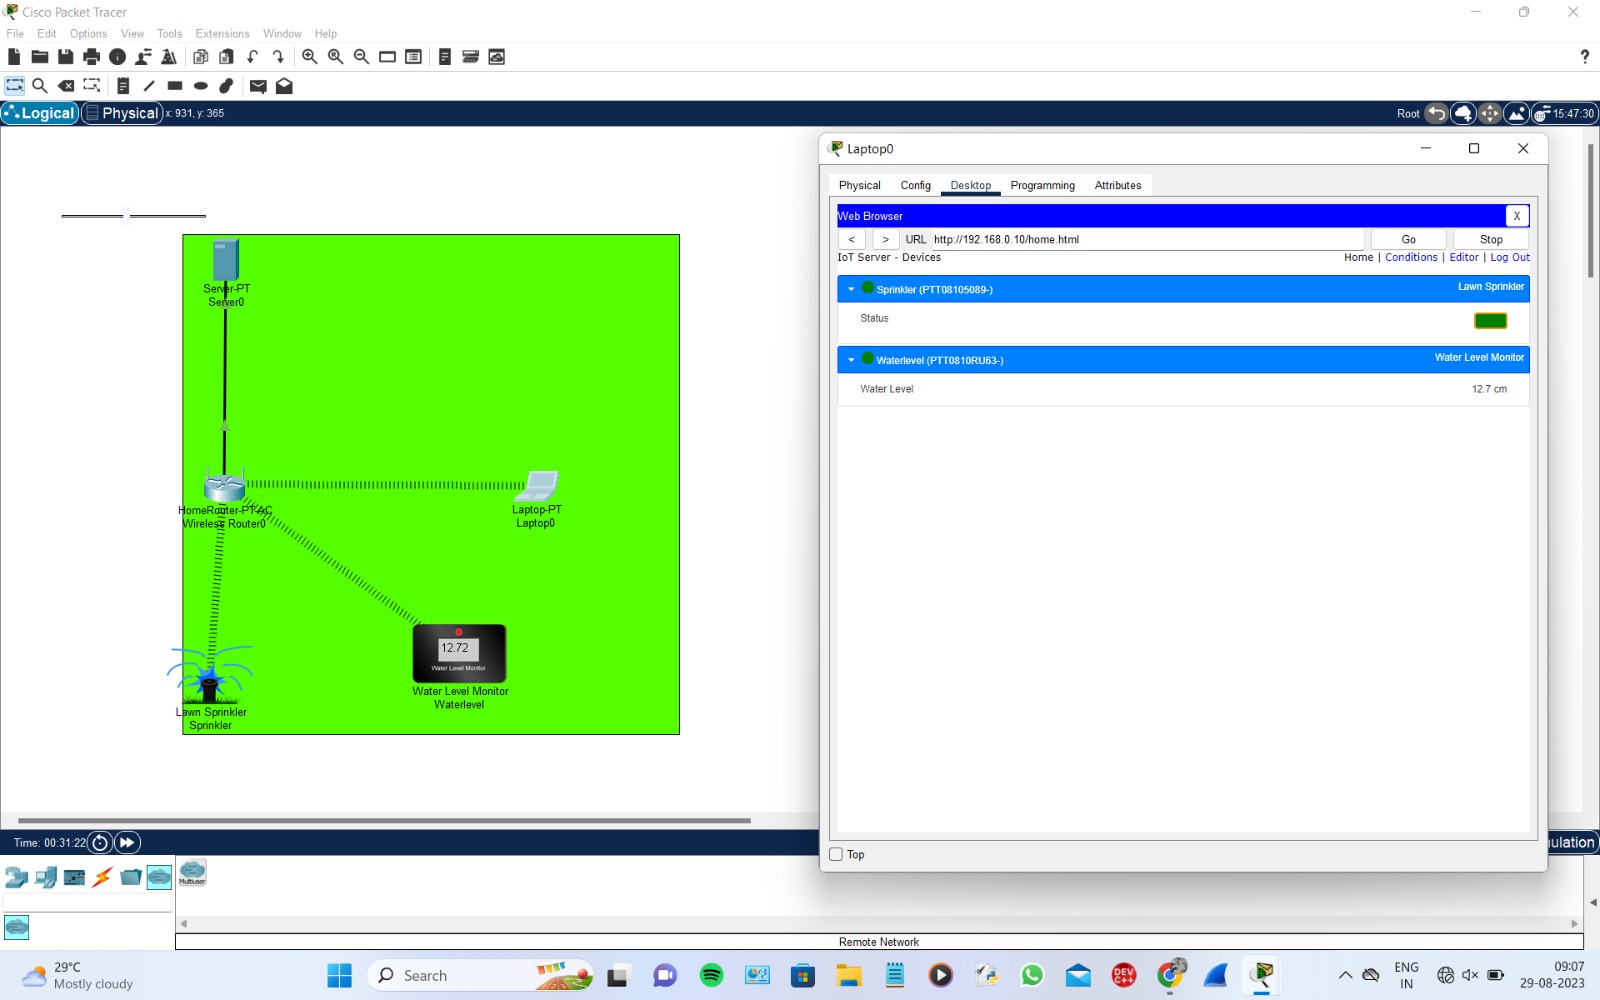 Cisco Packet Tracer
File Edit Options View Tools Extensions Window Help
?
Logical Physical x: 931, y: 365 Root 15:47:30
Server-PT
Server0
HomeRouter-PT-AC
Wireless Router0
Laptop-PT
Laptop0
12.72
Water Level Monitor
Water Level Monitor
Waterlevel
Lawn Sprinkler
Sprinkler
Laptop0
Physical Config Desktop Programming Attributes
Web Browser X
< > URL http://192.168.0.10/home.html Go Stop
IoT Server - Devices Home | Conditions | Editor | Log Out
Sprinkler (PTT08105089-) Lawn Sprinkler
Status
Waterlevel (PTT0810RU63-) Water Level Monitor
Water Level 12.7 cm
Top
Time: 00:31:22 ulation
Multiuser
Remote Network
29°C
Mostly cloudy
Search
DEV
C++
ENG
IN
09:07
29-08-2023